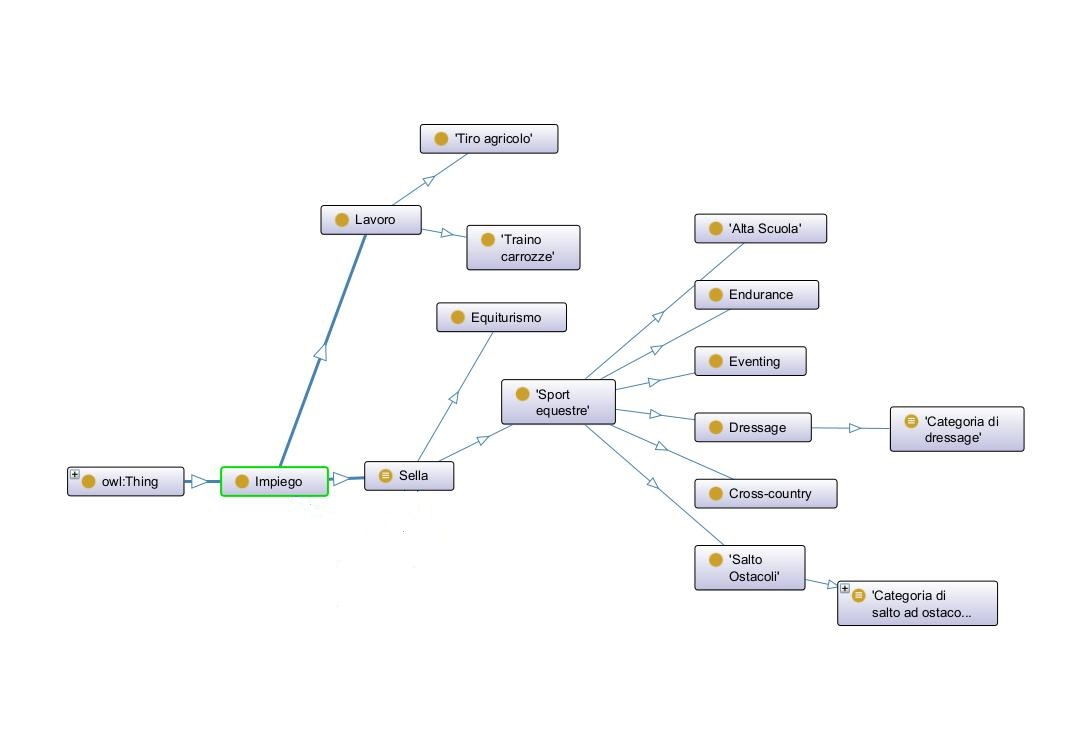 'Tiro agricolo'
Lavoro
'Traino
carrozze'
Equiturismo
'Sport
equestre'
Sella
owl:Thing
Impiego
'Alta Scuola'
Endurance
Eventing
Dressage
'Categoria di
dressage'
Cross-country
'Salto
Ostacoli'
'Categoria di
salto ad ostaco...